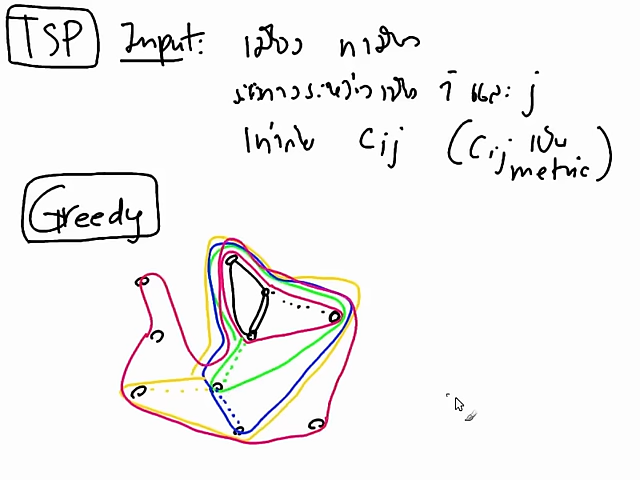 TSP Input: เมือง n เมือง
ระยะทางระหว่างเมือง i และ j
เท่ากับ Cij (Cij เป็น
metric)
Greedy